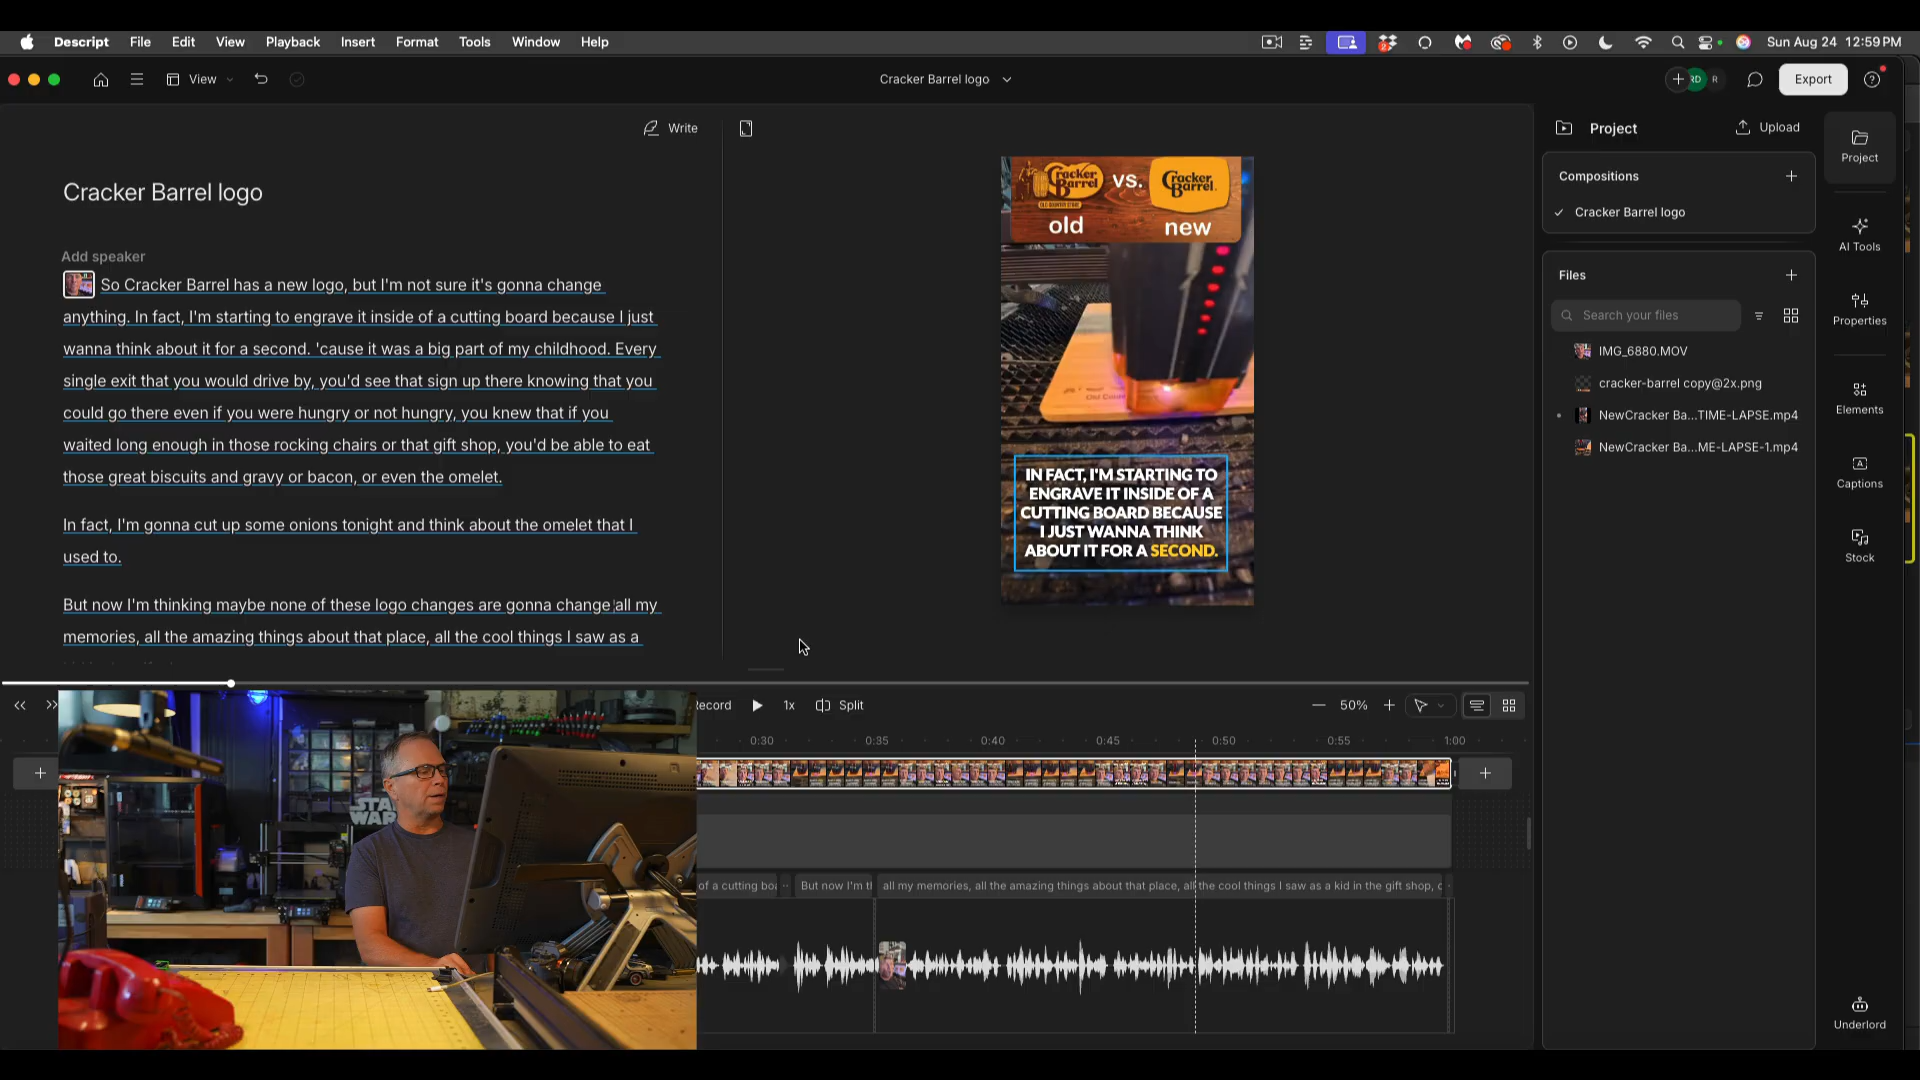 Descript File Edit View Playback Insert Format Tools Window Help
Sun Aug 24 12:59 PM
View
Cracker Barrel logo
RD
R
Export
Write
Cracker Barrel logo
Add speaker
So Cracker Barrel has a new logo, but I'm not sure it's gonna change
anything. In fact, I'm starting to engrave it inside of a cutting board because I just
wanna think about it for a second. 'cause it was a big part of my childhood. Every
single exit that you would drive by, you'd see that sign up there knowing that you
could go there even if you were hungry or not hungry, you knew that if you
waited long enough in those rocking chairs or that gift shop, you'd be able to eat
those great biscuits and gravy or bacon, or even the omelet.
In fact, I'm gonna cut up some onions tonight and think about the omelet that I
used to.
But now I'm thinking maybe none of these logo changes are gonna change all my
memories, all the amazing things about that place, all the cool things I saw as a
Cracker Barrel
OLD COUNTRY STORE
vs.
Cracker Barrel
old
new
IN FACT, I'M STARTING TO
ENGRAVE IT INSIDE OF A
CUTTING BOARD BECAUSE
I JUST WANNA THINK
ABOUT IT FOR A SECOND.
Project
Upload
Compositions
Cracker Barrel logo
Files
Search your files
IMG_6880.MOV
cracker-barrel copy@2x.png
NewCracker Ba...TIME-LAPSE.mp4
NewCracker Ba...ME-LAPSE-1.mp4
Project
AI Tools
Properties
Elements
Captions
Stock
Underlord
ecord
1x
Split
50%
0:30
0:35
0:40
0:45
0:50
0:55
1:00
of a cutting boa
But now I'm th
all my memories, all the amazing things about that place, all the cool things I saw as a kid in the gift shop, c
STAR
WARS